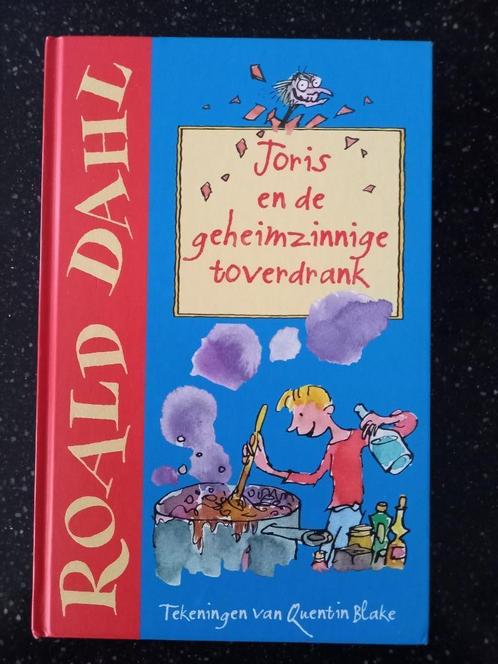 ROALD DAHL
Joris
en de
geheimzinnige
toverdrank
Tekeningen van Quentin Blake